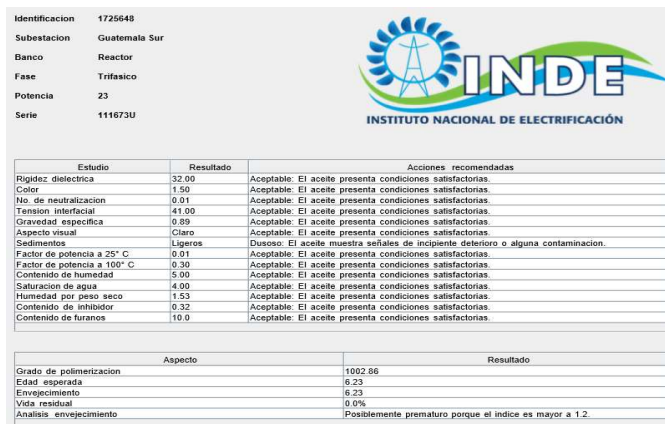 Identificacion 1725648
Subestacion Guatemala Sur
Banco Reactor
Fase Trifasico
Potencia 23
Serie 111673U
INDE
INSTITUTO NACIONAL DE ELECTRIFICACIÓN
Estudio Resultado Acciones recomendadas
Rigidez dielectrica 32.00 Aceptable: El aceite presenta condiciones satisfactorias.
Color 1.50 Aceptable: El aceite presenta condiciones satisfactorias.
No. de neutralizacion 0.01 Aceptable: El aceite presenta condiciones satisfactorias.
Tension interfacial 41.00 Aceptable: El aceite presenta condiciones satisfactorias.
Gravedad especifica 0.89 Aceptable: El aceite presenta condiciones satisfactorias.
Aspecto visual Claro Aceptable: El aceite presenta condiciones satisfactorias.
Sedimentos Ligeros Dusoso: El aceite muestra señales de incipiente deterioro o alguna contaminacion.
Factor de potencia a 25° C 0.01 Aceptable: El aceite presenta condiciones satisfactorias.
Factor de potencia a 100° C 0.30 Aceptable: El aceite presenta condiciones satisfactorias.
Contenido de humedad 5.00 Aceptable: El aceite presenta condiciones satisfactorias.
Saturacion de agua 4.00 Aceptable: El aceite presenta condiciones satisfactorias.
Humedad por peso seco 1.53 Aceptable: El aceite presenta condiciones satisfactorias.
Contenido de inhibidor 0.32 Aceptable: El aceite presenta condiciones satisfactorias.
Contenido de furanos 10.0 Aceptable: El aceite presenta condiciones satisfactorias.
Aspecto Resultado
Grado de polimerizacion 1002.86
Edad esperada 6.23
Envejecimiento 6.23
Vida residual 0.0%
Analisis envejecimiento Posiblemente prematuro porque el indice es mayor a 1.2.